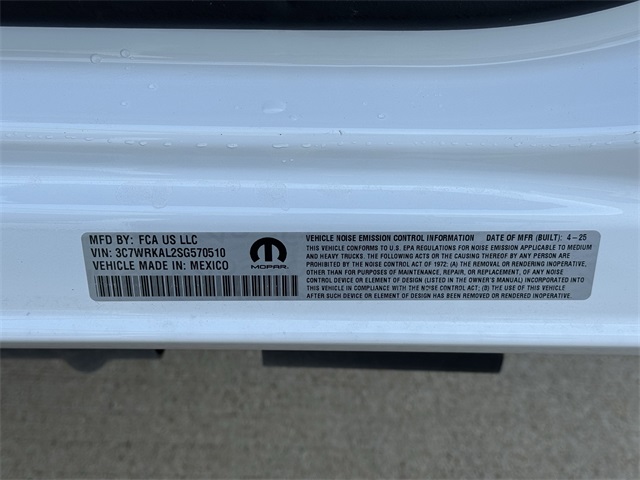 MFD BY: FCA US LLC
VIN: 3C7WRKAL2SG570510
VEHICLE MADE IN: MEXICO
MOPAR.
VEHICLE NOISE EMISSION CONTROL INFORMATION DATE OF MFR (BUILT): 4-25
THIS VEHICLE CONFORMS TO U.S. EPA REGULATIONS FOR NOISE EMISSION APPLICABLE TO MEDIUM
AND HEAVY TRUCKS. THE FOLLOWING ACTS OR THE CAUSING THEREOF BY ANY PERSON ARE
PROHIBITED BY THE NOISE CONTROL ACT OF 1972; (A) THE REMOVAL OR RENDERING INOPERATIVE,
OTHER THAN FOR PURPOSES OF MAINTENANCE, REPAIR, OR REPLACEMENT, OF ANY NOISE
CONTROL DEVICE OR ELEMENT OF DESIGN (LISTED IN THE OWNER'S MANUAL) INCORPORATED INTO
THIS VEHICLE IN COMPLIANCE WITH THE NOISE CONTROL ACT; (B) THE USE OF THIS VEHICLE
AFTER SUCH DEVICE OR ELEMENT OF DESIGN HAS BEEN REMOVED OR RENDERED INOPERATIVE.